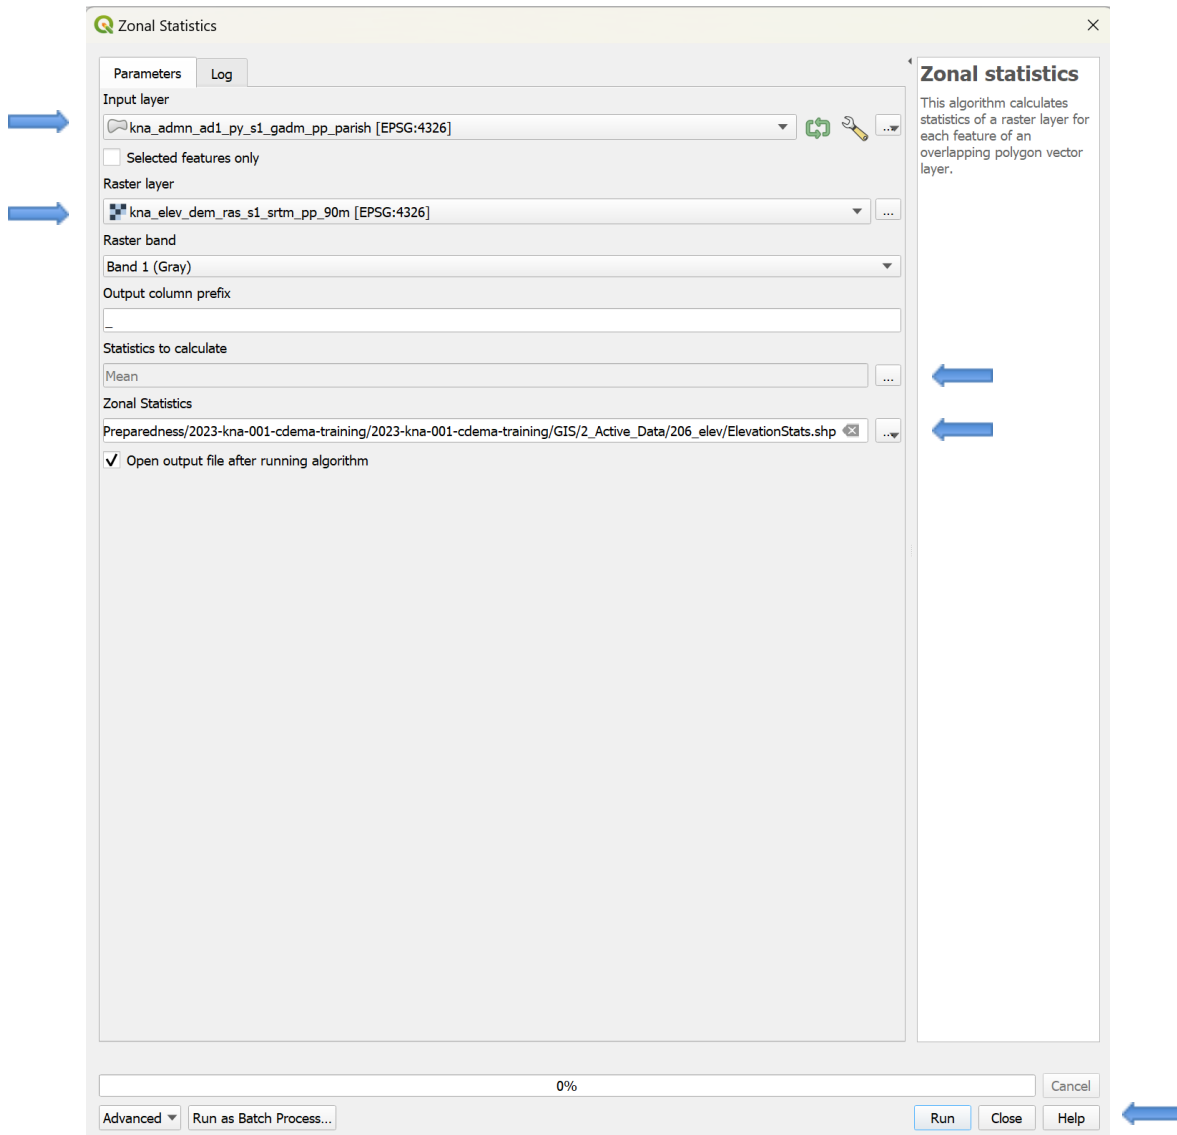 Zonal Statistics
Parameters
Log
Input layer
kna_admn_ad1_py_s1_gadm_pp_parish [EPSG:4326]
...
Selected features only
Raster layer
kna_elev_dem_ras_s1_srtm_pp_90m [EPSG:4326]
...
Raster band
Band 1 (Gray)
Output column prefix
_
Statistics to calculate
Mean
...
Zonal Statistics
Preparedness/2023-kna-001-cdema-training/2023-kna-001-cdema-training/GIS/2_Active_Data/206_elev/ElevationStats.shp
...
Open output file after running algorithm
Zonal statistics
This algorithm calculates
statistics of a raster layer for
each feature of an
overlapping polygon vector
layer.
0%
Cancel
Advanced
Run as Batch Process...
Run
Close
Help